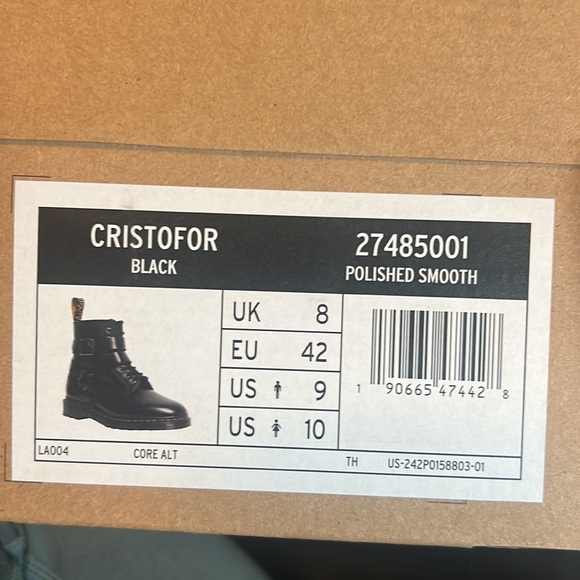 CRISTOFOR
BLACK
27485001
POLISHED SMOOTH
UK 8
EU 42
US 9
US 10
1 90665 47442 8
LA004
CORE ALT
TH
US-242P0158803-01